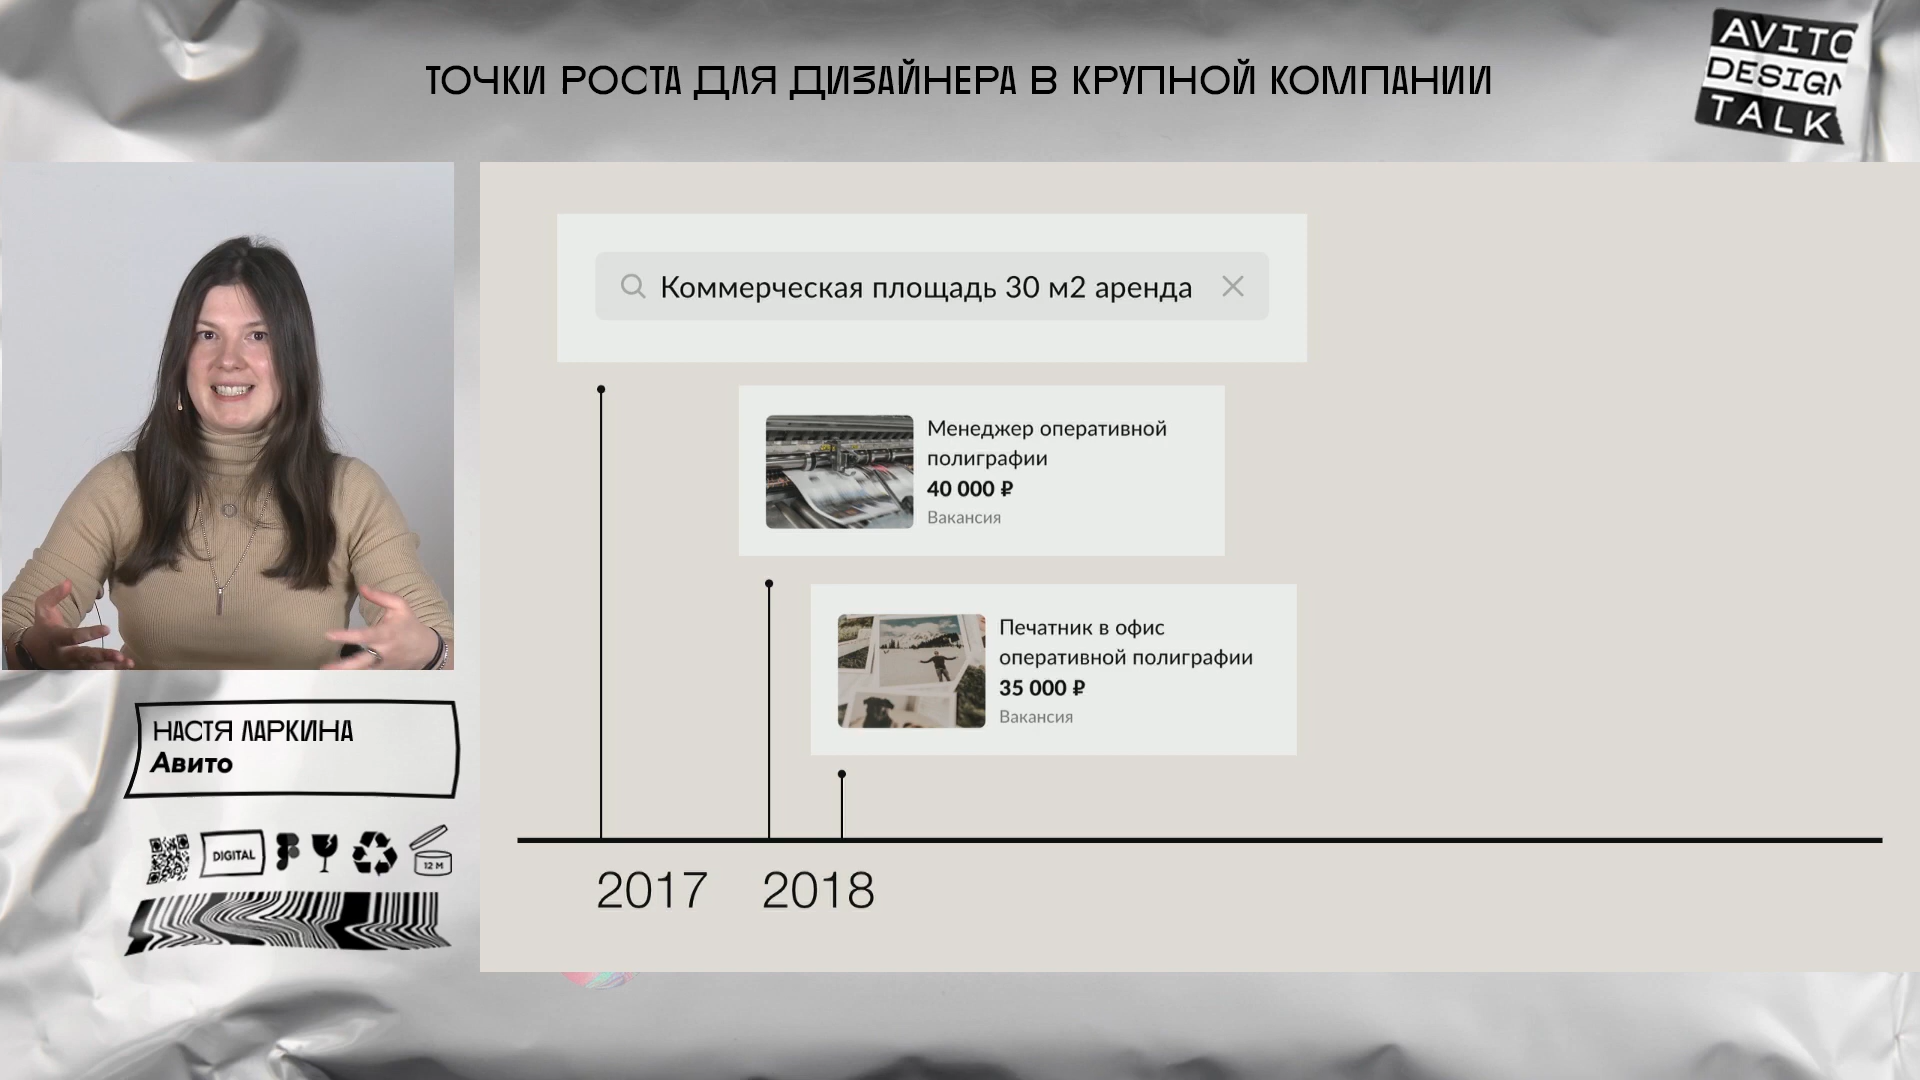 ТОЧКИ РОСТА ДЛЯ ДИЗАЙНЕРА В КРУПНОЙ КОМПАНИИ
AVITO
DESIGN
TALK
Коммерческая площадь 30 м2 аренда
Менеджер оперативной
полиграфии
40 000 ₽
Вакансия
Печатник в офис
оперативной полиграфии
35 000 ₽
Вакансия
2017
2018
НАСТЯ ЛАРКИНА
Авито
DIGITAL
12 M